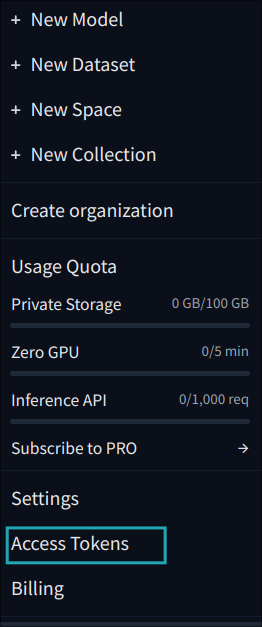 + New Model
+ New Dataset
+ New Space
+ New Collection
Create organization
Usage Quota
Private Storage 0 GB/100 GB
Zero GPU 0/5 min
Inference API 0/1,000 req
Subscribe to PRO →
Settings
Access Tokens
Billing